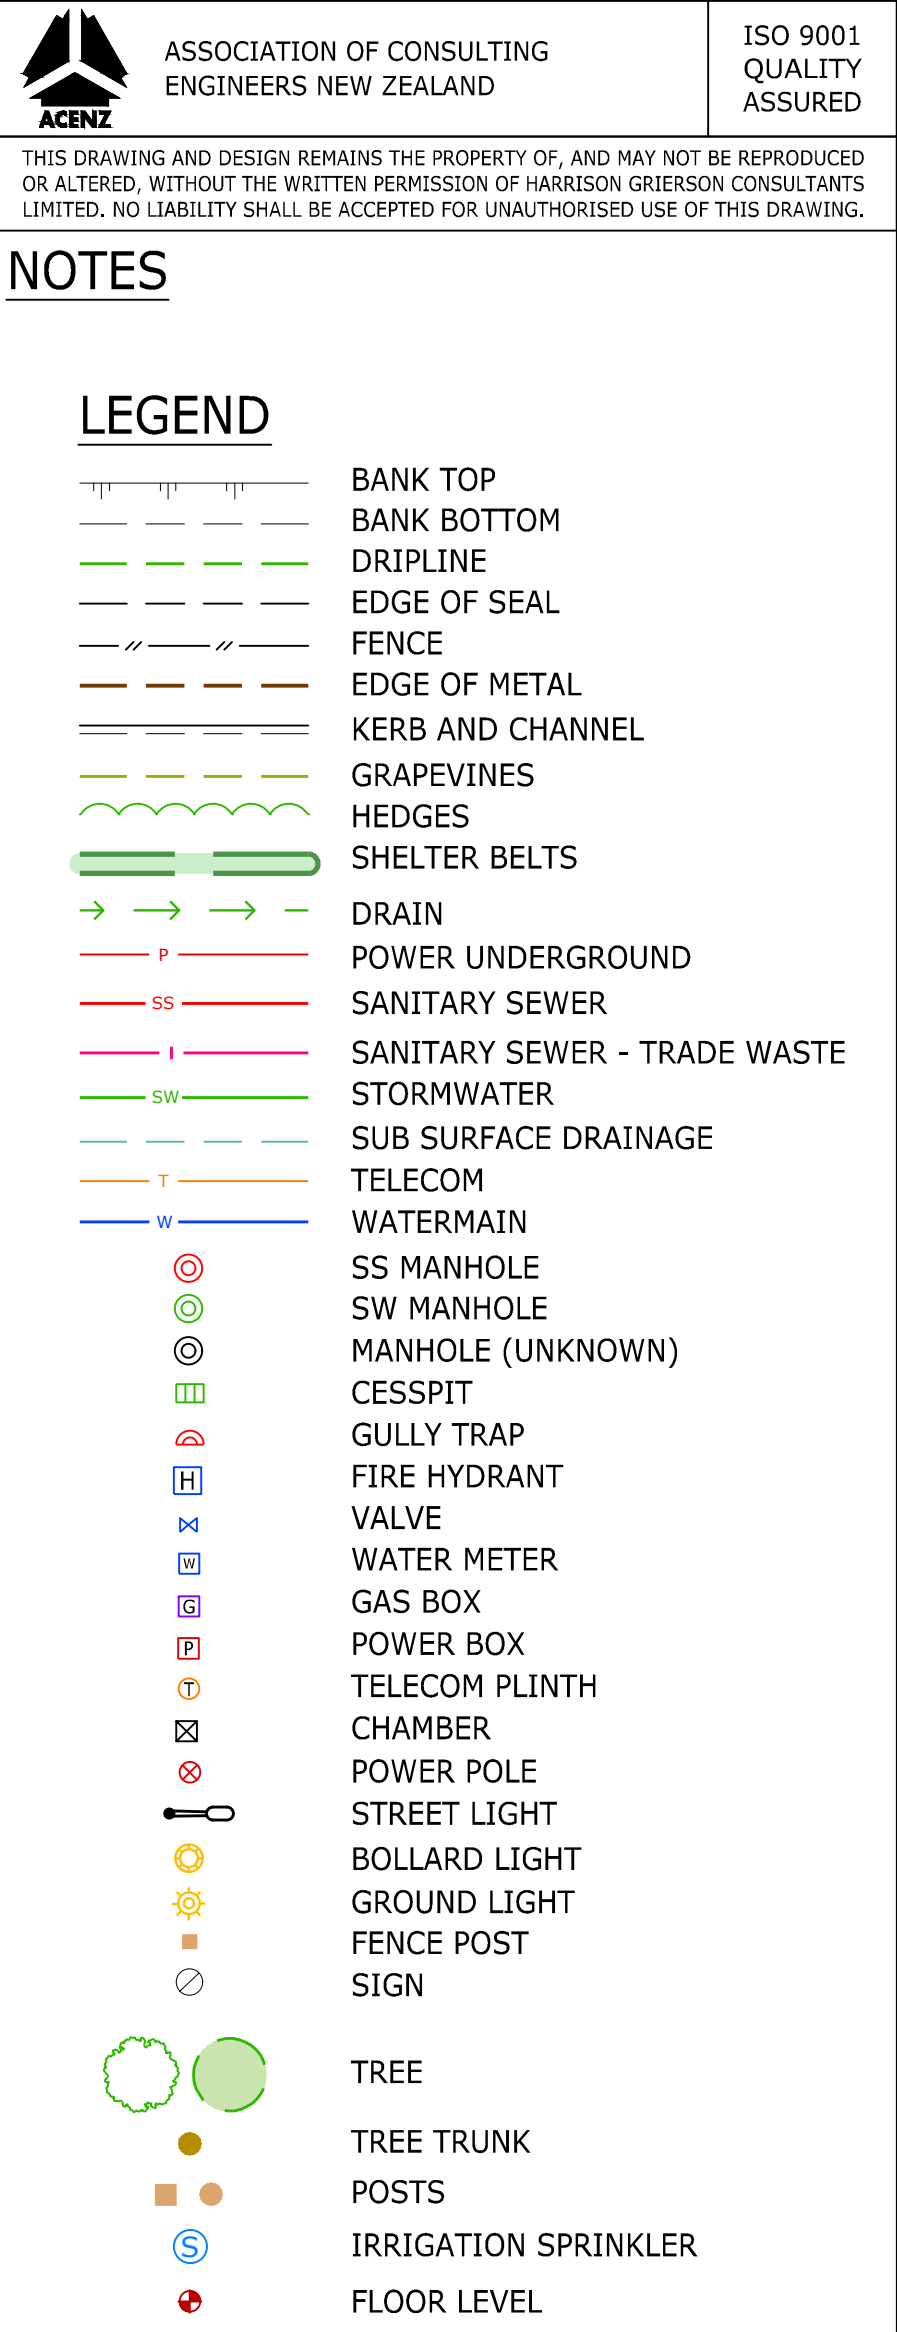 ACENZ
ASSOCIATION OF CONSULTING
ENGINEERS NEW ZEALAND
ISO 9001
QUALITY
ASSURED
THIS DRAWING AND DESIGN REMAINS THE PROPERTY OF, AND MAY NOT BE REPRODUCED
OR ALTERED, WITHOUT THE WRITTEN PERMISSION OF HARRISON GRIERSON CONSULTANTS
LIMITED. NO LIABILITY SHALL BE ACCEPTED FOR UNAUTHORISED USE OF THIS DRAWING.
NOTES
LEGEND
BANK TOP
BANK BOTTOM
DRIPLINE
EDGE OF SEAL
FENCE
EDGE OF METAL
KERB AND CHANNEL
GRAPEVINES
HEDGES
SHELTER BELTS
DRAIN
P POWER UNDERGROUND
SS SANITARY SEWER
I SANITARY SEWER - TRADE WASTE
SW STORMWATER
SUB SURFACE DRAINAGE
T TELECOM
W WATERMAIN
SS MANHOLE
SW MANHOLE
MANHOLE (UNKNOWN)
CESSPIT
GULLY TRAP
H FIRE HYDRANT
VALVE
W WATER METER
G GAS BOX
P POWER BOX
T TELECOM PLINTH
CHAMBER
POWER POLE
STREET LIGHT
BOLLARD LIGHT
GROUND LIGHT
FENCE POST
SIGN
TREE
TREE TRUNK
POSTS
S IRRIGATION SPRINKLER
FLOOR LEVEL